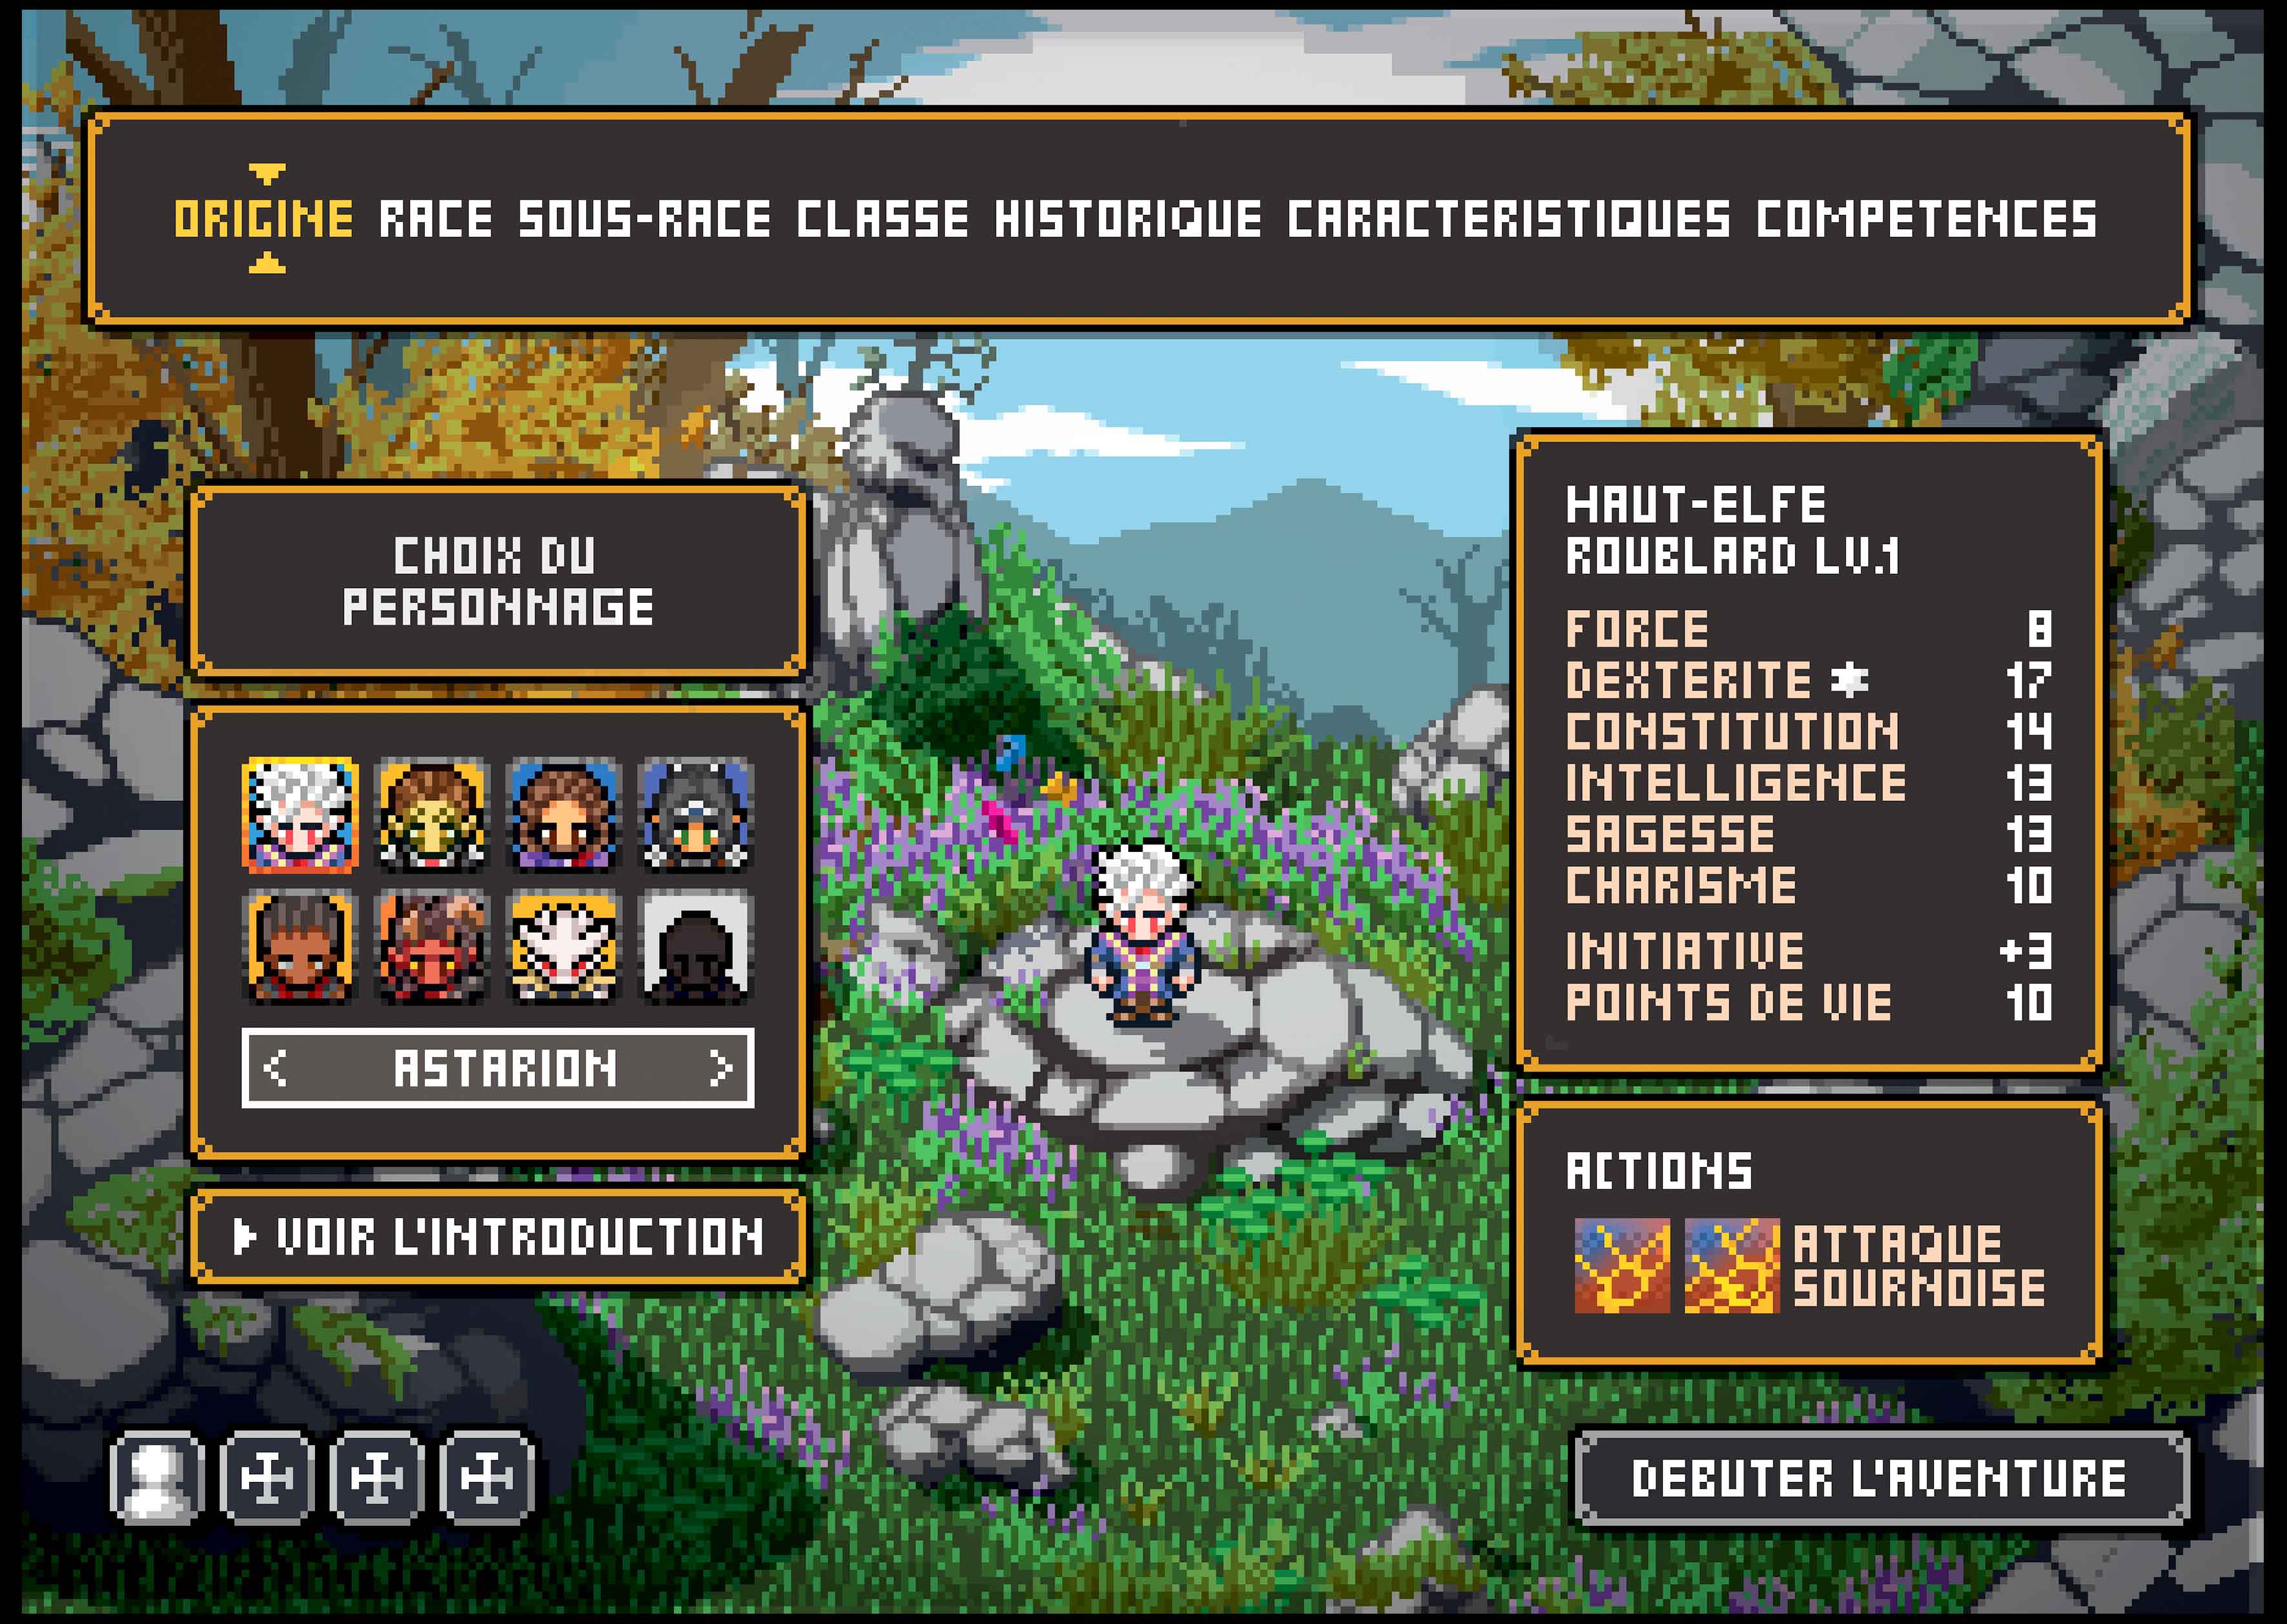 ORIGINE RACE SOUS-RACE CLASSE HISTORIQUE CARACTERISTIQUES COMPETENCES
CHOIX DU
PERSONNAGE
< ASTARION >
VOIR L'INTRODUCTION
HAUT-ELFE
ROUBLARD LV.1
FORCE 8
DEXTERITE * 17
CONSTITUTION 14
INTELLIGENCE 13
SAGESSE 13
CHARISME 10
INITIATIVE +3
POINTS DE VIE 10
ACTIONS
ATTAQUE
SOURNOISE
DEBUTER L'AVENTURE